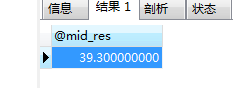 信息 结果 1 剖析 状态
@mid_res
39.300000000